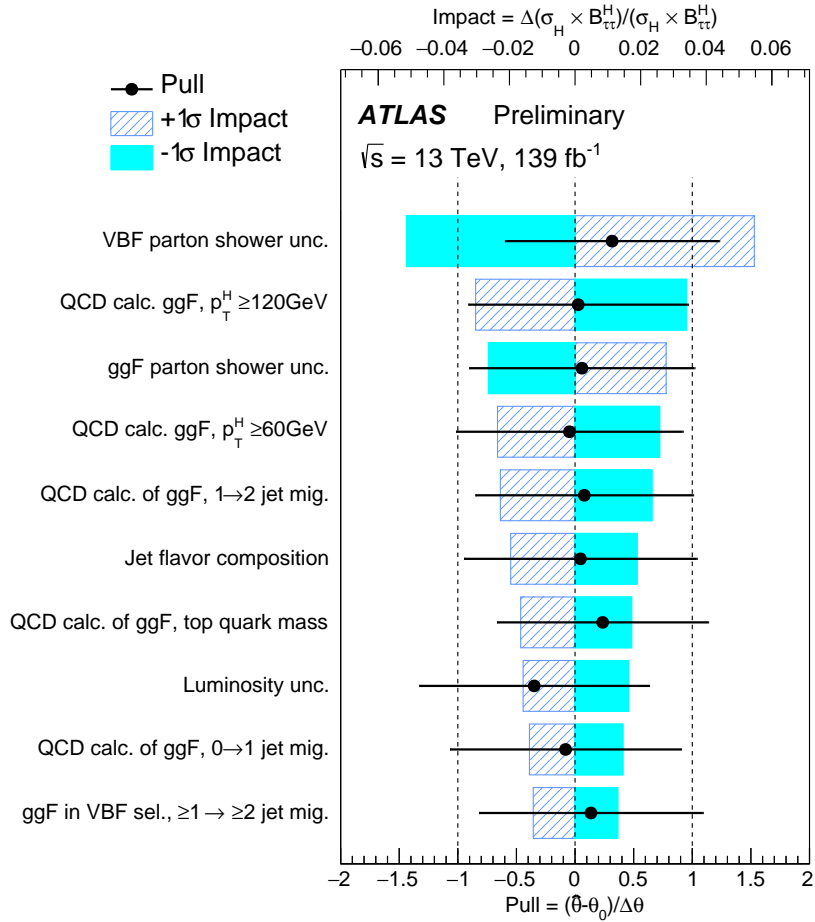 Impact = Δ(σ_H × B^H_ττ)/(σ_H × B^H_ττ)
−0.06 −0.04 −0.02 0 0.02 0.04 0.06
Pull
+1σ Impact
-1σ Impact
ATLAS Preliminary
√s = 13 TeV, 139 fb⁻¹
VBF parton shower unc.
QCD calc. ggF, p_T^H ≥120GeV
ggF parton shower unc.
QCD calc. ggF, p_T^H ≥60GeV
QCD calc. of ggF, 1→2 jet mig.
Jet flavor composition
QCD calc. of ggF, top quark mass
Luminosity unc.
QCD calc. of ggF, 0→1 jet mig.
ggF in VBF sel., ≥1 → ≥2 jet mig.
−2 −1.5 −1 −0.5 0 0.5 1 1.5 2
Pull = (θ̂-θ₀)/Δθ